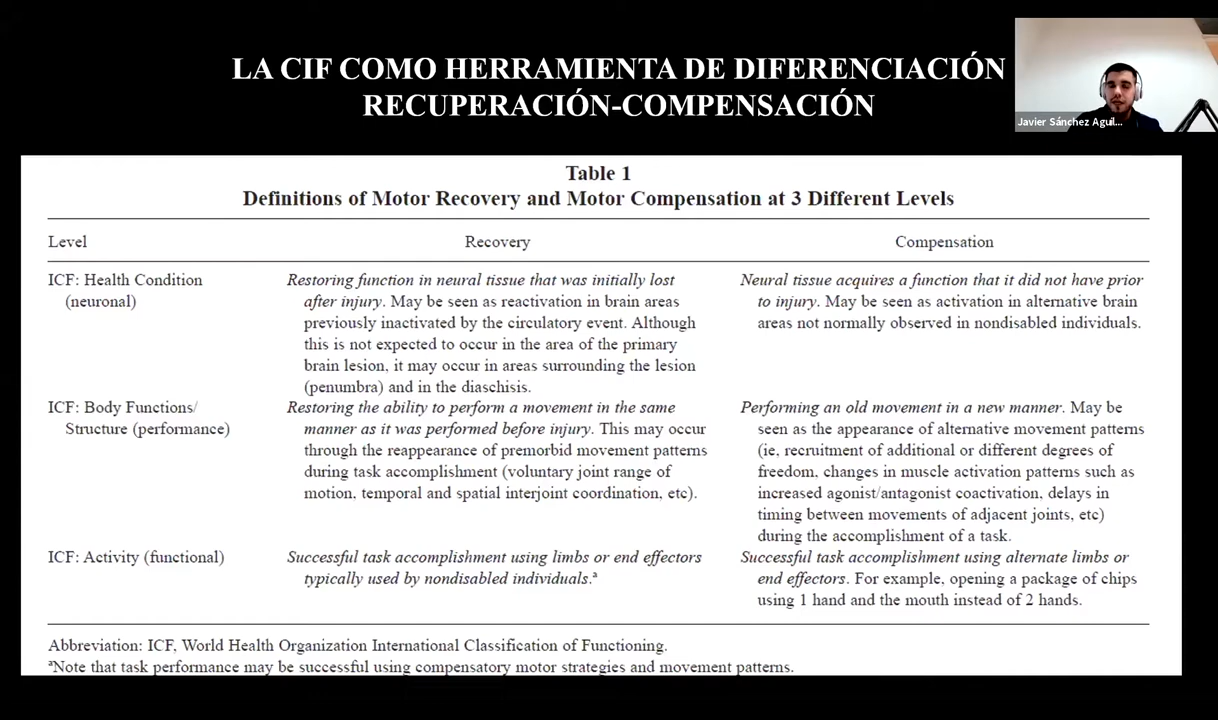 LA CIF COMO HERRAMIENTA DE DIFERENCIACIÓN
RECUPERACIÓN-COMPENSACIÓN
Javier Sánchez Aguil...
Table 1
Definitions of Motor Recovery and Motor Compensation at 3 Different Levels
Level Recovery Compensation
ICF: Health Condition
(neuronal)
Restoring function in neural tissue that was initially lost
after injury. May be seen as reactivation in brain areas
previously inactivated by the circulatory event. Although
this is not expected to occur in the area of the primary
brain lesion, it may occur in areas surrounding the lesion
(penumbra) and in the diaschisis.
Neural tissue acquires a function that it did not have prior
to injury. May be seen as activation in alternative brain
areas not normally observed in nondisabled individuals.
ICF: Body Functions/
Structure (performance)
Restoring the ability to perform a movement in the same
manner as it was performed before injury. This may occur
through the reappearance of premorbid movement patterns
during task accomplishment (voluntary joint range of
motion, temporal and spatial interjoint coordination, etc).
Performing an old movement in a new manner. May be
seen as the appearance of alternative movement patterns
(ie, recruitment of additional or different degrees of
freedom, changes in muscle activation patterns such as
increased agonist/antagonist coactivation, delays in
timing between movements of adjacent joints, etc)
during the accomplishment of a task.
ICF: Activity (functional)
Successful task accomplishment using limbs or end effectors
typically used by nondisabled individuals.ª
Successful task accomplishment using alternate limbs or
end effectors. For example, opening a package of chips
using 1 hand and the mouth instead of 2 hands.
Abbreviation: ICF, World Health Organization International Classification of Functioning.
ªNote that task performance may be successful using compensatory motor strategies and movement patterns.